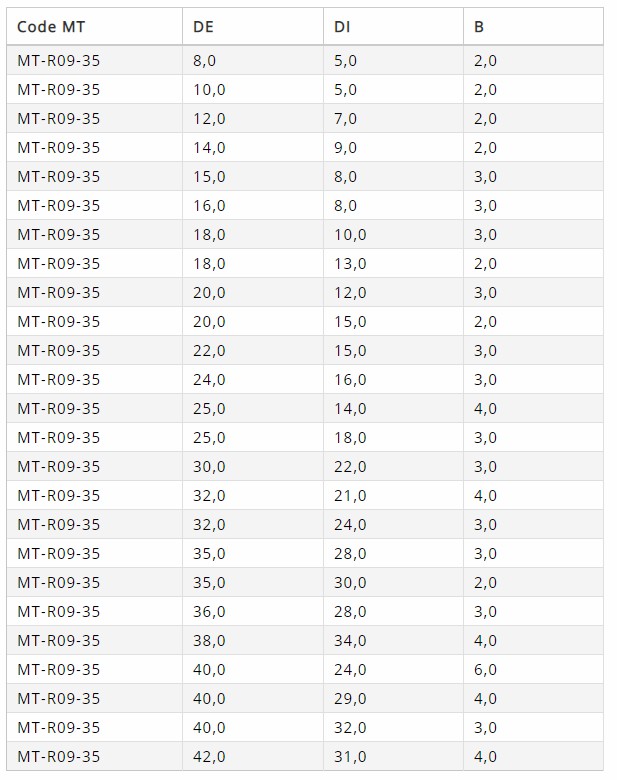 Code MT DE DI B
MT-R09-35 8,0 5,0 2,0
MT-R09-35 10,0 5,0 2,0
MT-R09-35 12,0 7,0 2,0
MT-R09-35 14,0 9,0 2,0
MT-R09-35 15,0 8,0 3,0
MT-R09-35 16,0 8,0 3,0
MT-R09-35 18,0 10,0 3,0
MT-R09-35 18,0 13,0 2,0
MT-R09-35 20,0 12,0 3,0
MT-R09-35 20,0 15,0 2,0
MT-R09-35 22,0 15,0 3,0
MT-R09-35 24,0 16,0 3,0
MT-R09-35 25,0 14,0 4,0
MT-R09-35 25,0 18,0 3,0
MT-R09-35 30,0 22,0 3,0
MT-R09-35 32,0 21,0 4,0
MT-R09-35 32,0 24,0 3,0
MT-R09-35 35,0 28,0 3,0
MT-R09-35 35,0 30,0 2,0
MT-R09-35 36,0 28,0 3,0
MT-R09-35 38,0 34,0 4,0
MT-R09-35 40,0 24,0 6,0
MT-R09-35 40,0 29,0 4,0
MT-R09-35 40,0 32,0 3,0
MT-R09-35 42,0 31,0 4,0